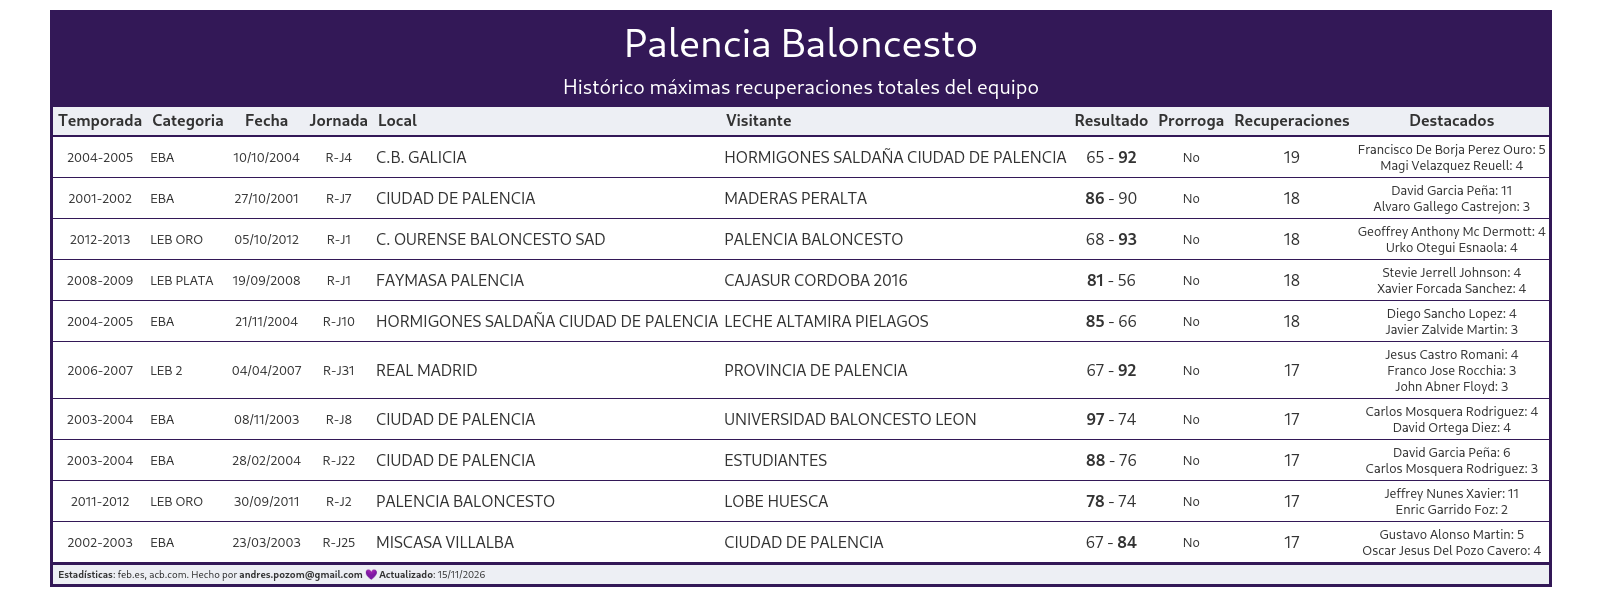 Palencia Baloncesto
Histórico máximas recuperaciones totales del equipo
Temporada Categoria Fecha Jornada Local Visitante Resultado Prorroga Recuperaciones Destacados
2004-2005 EBA 10/10/2004 R-J4 C.B. GALICIA HORMIGONES SALDAÑA CIUDAD DE PALENCIA 65 - 92 No 19 Francisco De Borja Perez Ouro: 5
Magi Velazquez Reuell: 4
2001-2002 EBA 27/10/2001 R-J7 CIUDAD DE PALENCIA MADERAS PERALTA 86 - 90 No 18 David Garcia Peña: 11
Alvaro Gallego Castrejon: 3
2012-2013 LEB ORO 05/10/2012 R-J1 C. OURENSE BALONCESTO SAD PALENCIA BALONCESTO 68 - 93 No 18 Geoffrey Anthony Mc Dermott: 4
Urko Otegui Esnaola: 4
2008-2009 LEB PLATA 19/09/2008 R-J1 FAYMASA PALENCIA CAJASUR CORDOBA 2016 81 - 56 No 18 Stevie Jerrell Johnson: 4
Xavier Forcada Sanchez: 4
2004-2005 EBA 21/11/2004 R-J10 HORMIGONES SALDAÑA CIUDAD DE PALENCIA LECHE ALTAMIRA PIELAGOS 85 - 66 No 18 Diego Sancho Lopez: 4
Javier Zalvide Martin: 3
2006-2007 LEB 2 04/04/2007 R-J31 REAL MADRID PROVINCIA DE PALENCIA 67 - 92 No 17 Jesus Castro Romani: 4
Franco Jose Rocchia: 3
John Abner Floyd: 3
2003-2004 EBA 08/11/2003 R-J8 CIUDAD DE PALENCIA UNIVERSIDAD BALONCESTO LEON 97 - 74 No 17 Carlos Mosquera Rodriguez: 4
David Ortega Diez: 4
2003-2004 EBA 28/02/2004 R-J22 CIUDAD DE PALENCIA ESTUDIANTES 88 - 76 No 17 David Garcia Peña: 6
Carlos Mosquera Rodriguez: 3
2011-2012 LEB ORO 30/09/2011 R-J2 PALENCIA BALONCESTO LOBE HUESCA 78 - 74 No 17 Jeffrey Nunes Xavier: 11
Enric Garrido Foz: 2
2002-2003 EBA 23/03/2003 R-J25 MISCASA VILLALBA CIUDAD DE PALENCIA 67 - 84 No 17 Gustavo Alonso Martin: 5
Oscar Jesus Del Pozo Cavero: 4
Estadísticas: feb.es, acb.com. Hecho por andres.pozom@gmail.com 💜 Actualizado: 15/11/2026